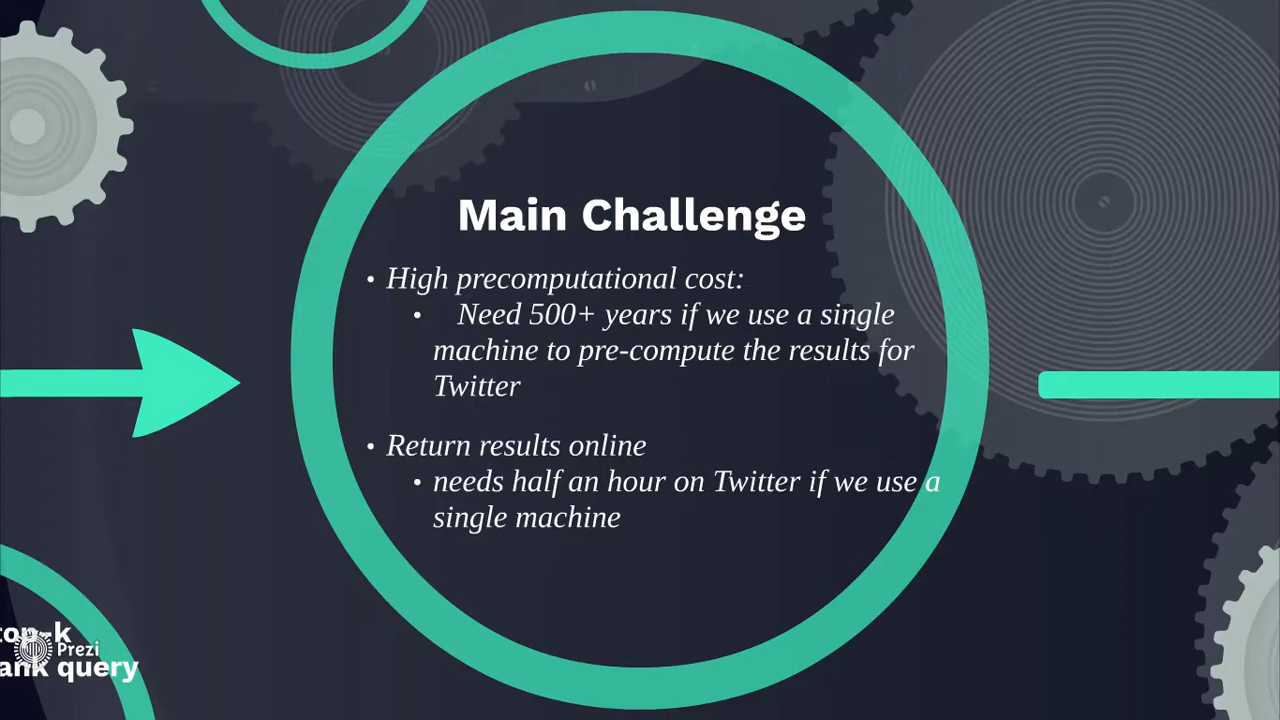 Main Challenge
• High precomputational cost:
• Need 500+ years if we use a single
machine to pre-compute the results for
Twitter
• Return results online
• needs half an hour on Twitter if we use a
single machine
top-k
Prezi
ank query